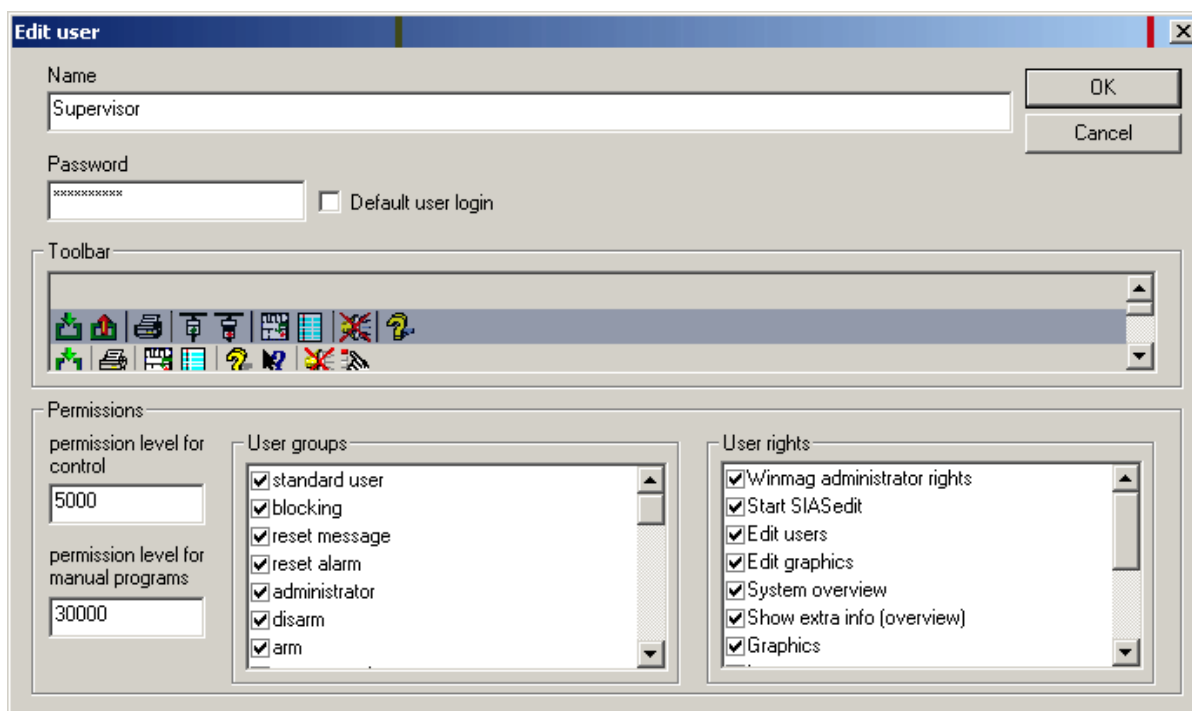 Edit user
Name
Supervisor
OK
Cancel
Password
**********
Default user login
Toolbar
Permissions
permission level for
control
5000
permission level for
manual programs
30000
User groups
standard user
blocking
reset message
reset alarm
administrator
disarm
arm
User rights
Winmag administrator rights
Start SIASedit
Edit users
Edit graphics
System overview
Show extra info (overview)
Graphics